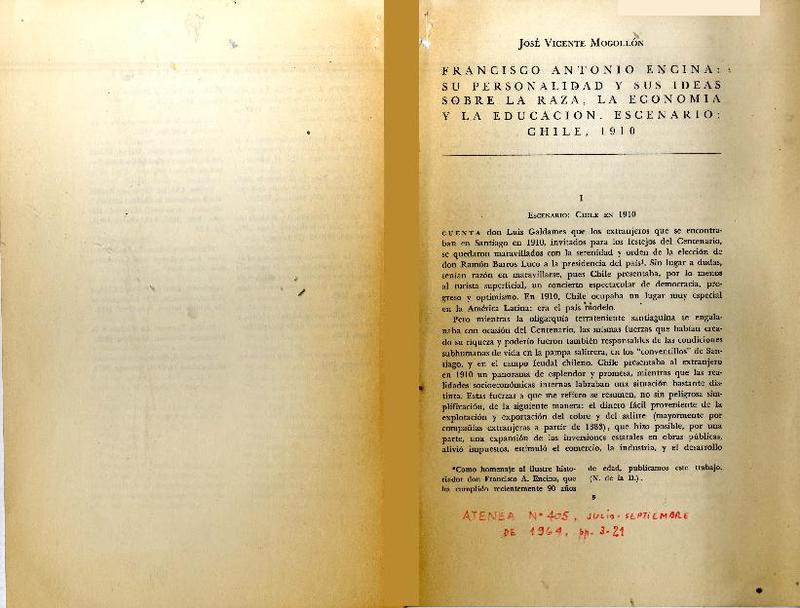 José Vicente Mogollón
FRANCISCO ANTONIO ENCINA:
SU PERSONALIDAD Y SUS IDEAS
SOBRE LA RAZA, LA ECONOMIA
Y LA EDUCACION. ESCENARIO:
CHILE, 1910
I
Escenario: Chile en 1910
CUENTA don Luis Galdames que los extranjeros que se encontra-
ban en Santiago en 1910, invitados para los festejos del Centenario,
se quedaron maravillados con la serenidad y orden de la elección de
don Ramón Barros Luco a la presidencia del país¹. Sin lugar a dudas,
tenían razón en maravillarse, pues Chile presentaba, por lo menos
al turista superficial, un concierto espectacular de democracia, pro-
greso y optimismo. En 1910, Chile ocupaba un lugar muy especial
en la América Latina: era el país modelo.
Pero mientras la oligarquía terrateniente santiaguina se engala-
naba con ocasión del Centenario, las mismas fuerzas que habían crea-
do su riqueza y poderío fueron también responsables de las condiciones
subhumanas de vida en la pampa salitrera, en los "conventillos" de San-
tiago, y en el campo feudal chileno. Chile presentaba al extranjero
en 1910 un panorama de esplendor y promesa, mientras que las rea-
lidades socioeconómicas internas labraban una situación bastante dis-
tinta. Estas fuerzas a que me refiero se resumen, no sin peligrosa sim-
plificación, de la siguiente manera: el dinero fácil proveniente de la
explotación y exportación del cobre y del salitre (mayormente por
compañías extranjeras a partir de 1883), que hizo posible, por una
parte, una expansión de las inversiones estatales en obras públicas,
alivió impuestos, estimuló el comercio, la industria, y el desarrollo
*Como homenaje al ilustre histo-
riador don Francisco A. Encina, que
ha cumplido recientemente 90 años
de edad, publicamos este trabajo.
(N. de la D.).
ATENEA Nº 405, JULIO-SEPTIEMBRE
DE 1964, pp. 3-21